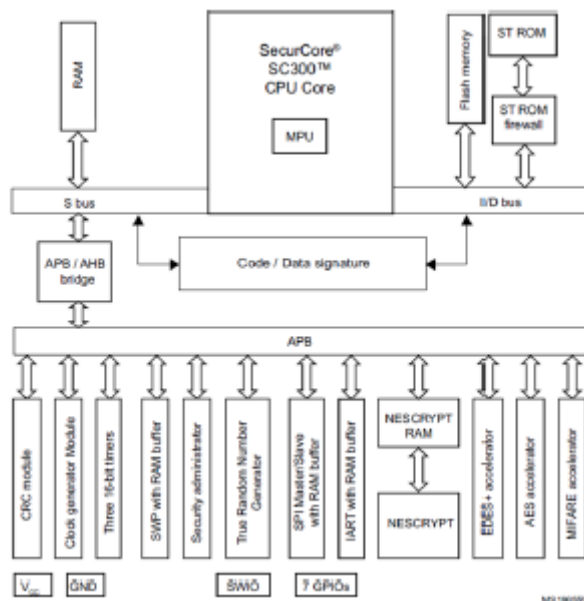 SecurCore®
SC300™
CPU Core
MPU
RAM
Flash memory
ST ROM
ST ROM
firewall
S bus
I/D bus
APB / AHB
bridge
Code / Data signature
APB
CRC module
Clock generator Module
Three 16-bit timers
SWP with RAM buffer
Security administrator
True Random Number
Generator
SPI Master/Slave
with RAM buffer
IART with RAM buffer
NESCRYPT
RAM
NESCRYPT
EDES+ accelerator
AES accelerator
MIFARE accelerator
VCC
GND
SWIO
7 GPIOs